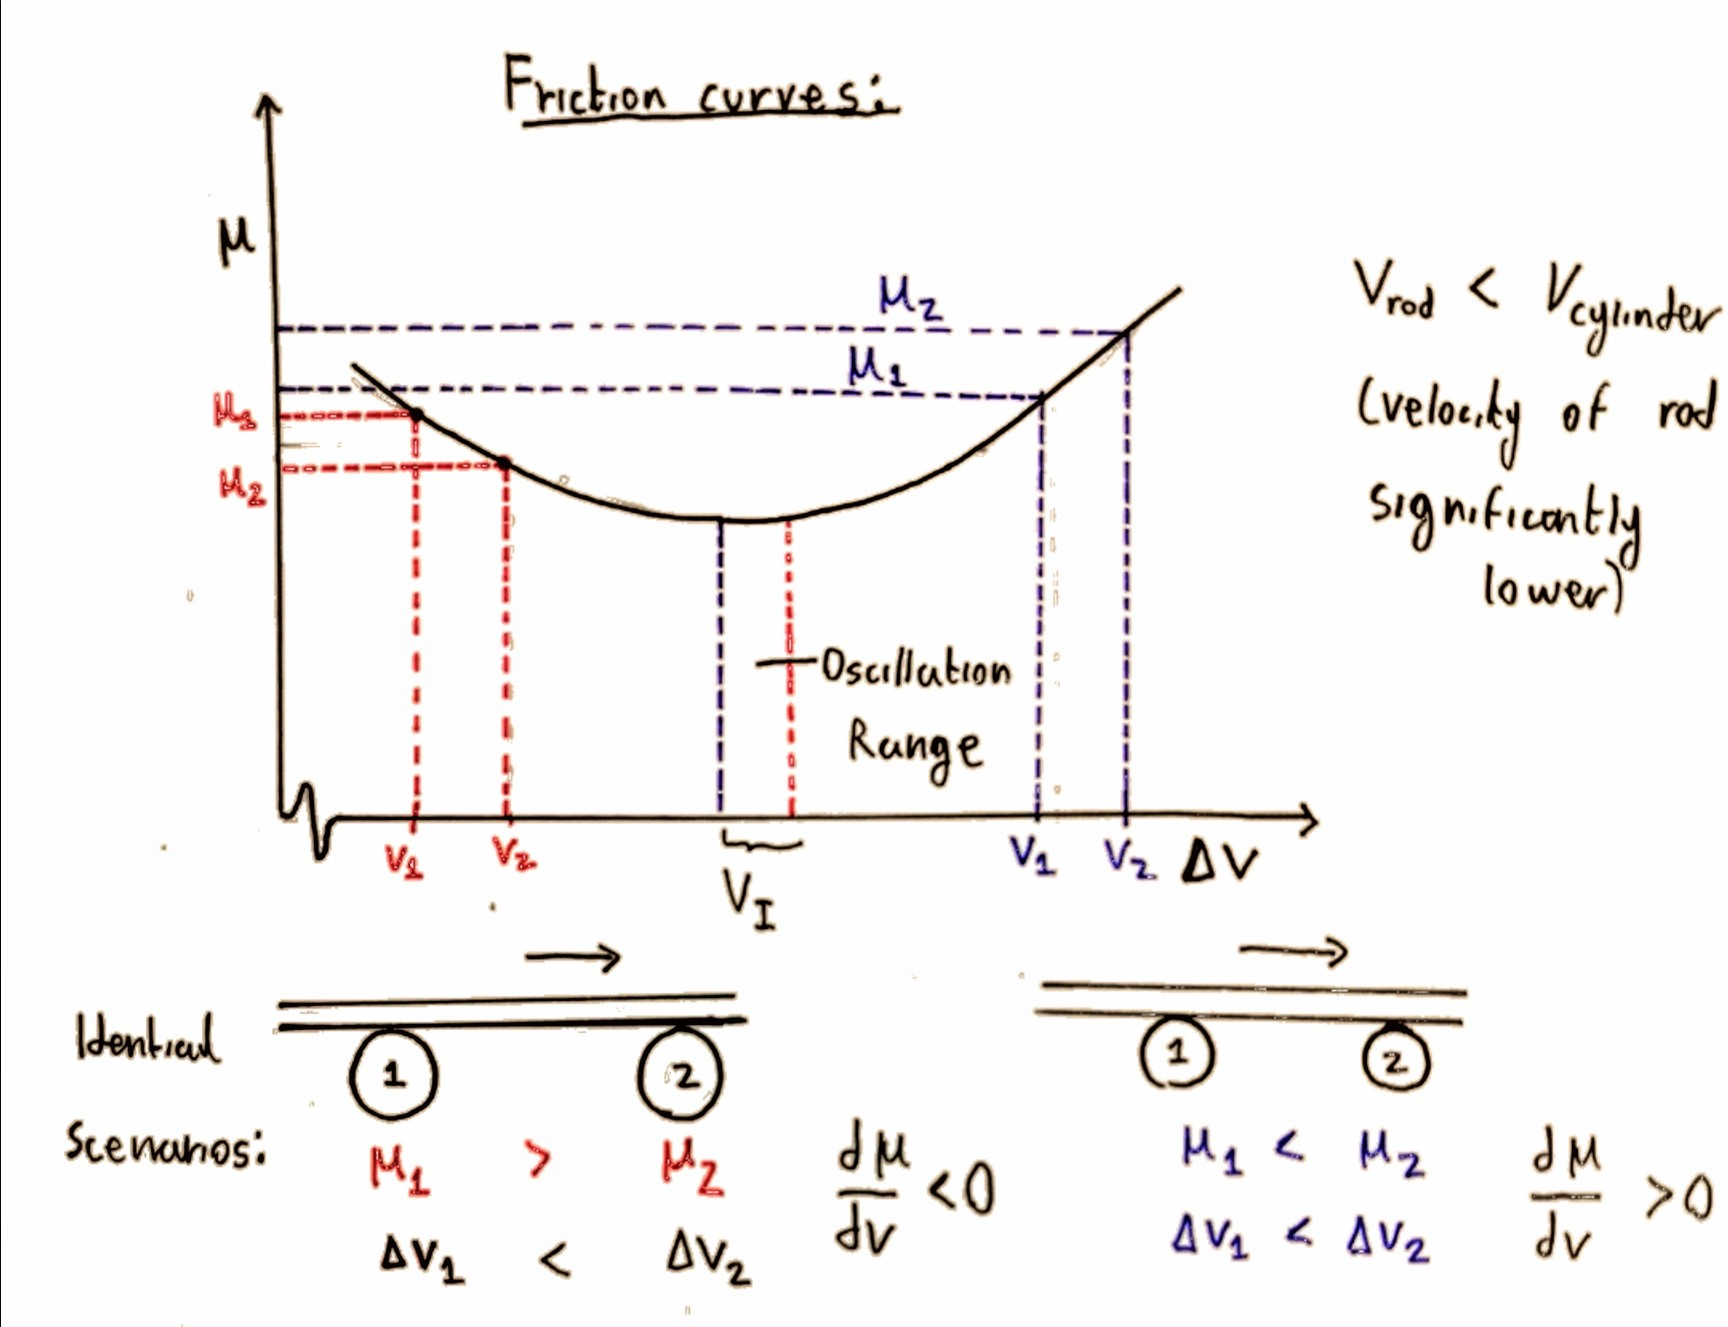 Friction curves:
μ
μ2
μ1
μ1
μ2
Vrod < Vcylinder
(velocity of rod
significantly
lower)
Oscillation
Range
V1 V2 V1 V2 ΔV
VI
Identical
Scenarios:
1 2
μ1 > μ2
ΔV1 < ΔV2
dμ/dv < 0
1 2
μ1 < μ2
ΔV1 < ΔV2
dμ/dv > 0